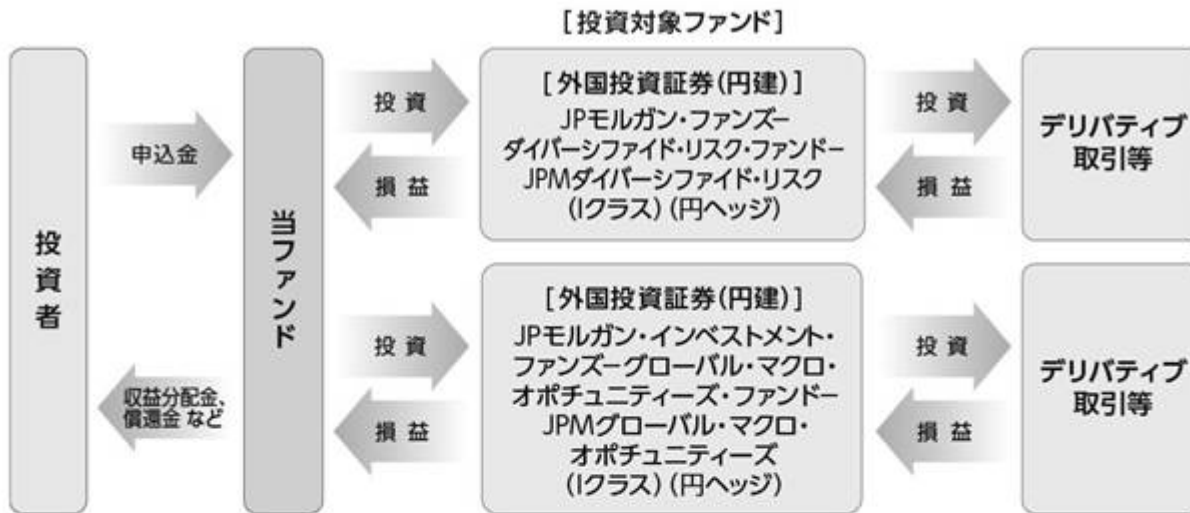 [投資対象ファンド]
投資者
申込金
収益分配金、
償還金 など
当ファンド
投資
損益
[外国投資証券(円建)]
JPモルガン・ファンズー
ダイバーシファイド・リスク・ファンドー
JPMダイバーシファイド・リスク
(Iクラス)(円ヘッジ)
投資
損益
デリバティブ
取引等
投資
損益
[外国投資証券(円建)]
JPモルガン・インベストメント・
ファンズーグローバル・マクロ・
オポチュニティーズ・ファンドー
JPMグローバル・マクロ・
オポチュニティーズ
(Iクラス)(円ヘッジ)
投資
損益
デリバティブ
取引等